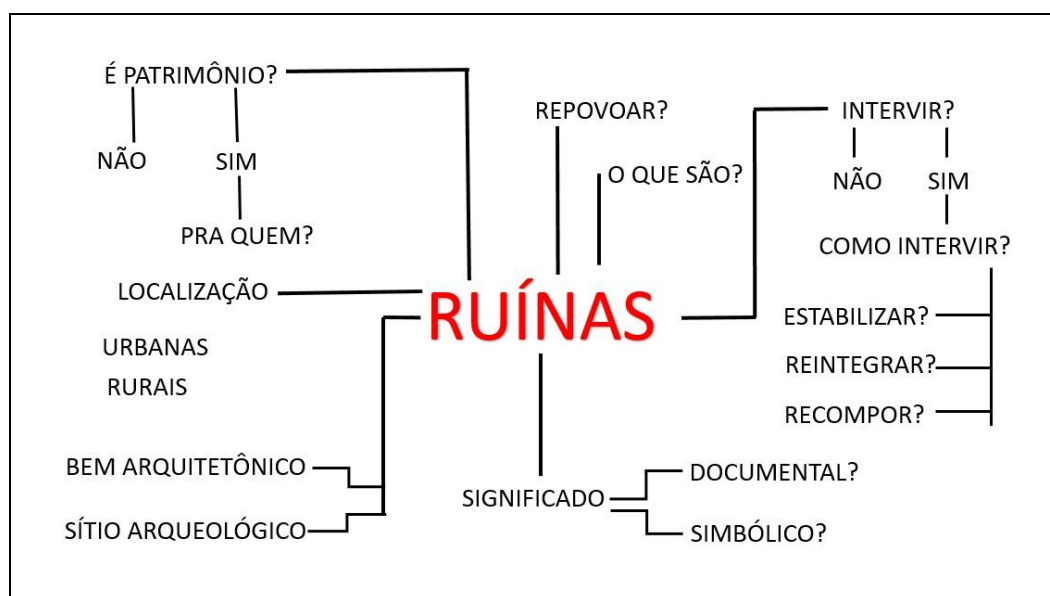 É PATRIMÔNIO?
NÃO
SIM
PRA QUEM?
LOCALIZAÇÃO
URBANAS
RURAIS
BEM ARQUITETÔNICO
SÍTIO ARQUEOLÓGICO
REPOVOAR?
O QUE SÃO?
RUÍNAS
SIGNIFICADO
DOCUMENTAL?
SIMBÓLICO?
INTERVIR?
NÃO
SIM
COMO INTERVIR?
ESTABILIZAR?
REINTEGRAR?
RECOMPOR?